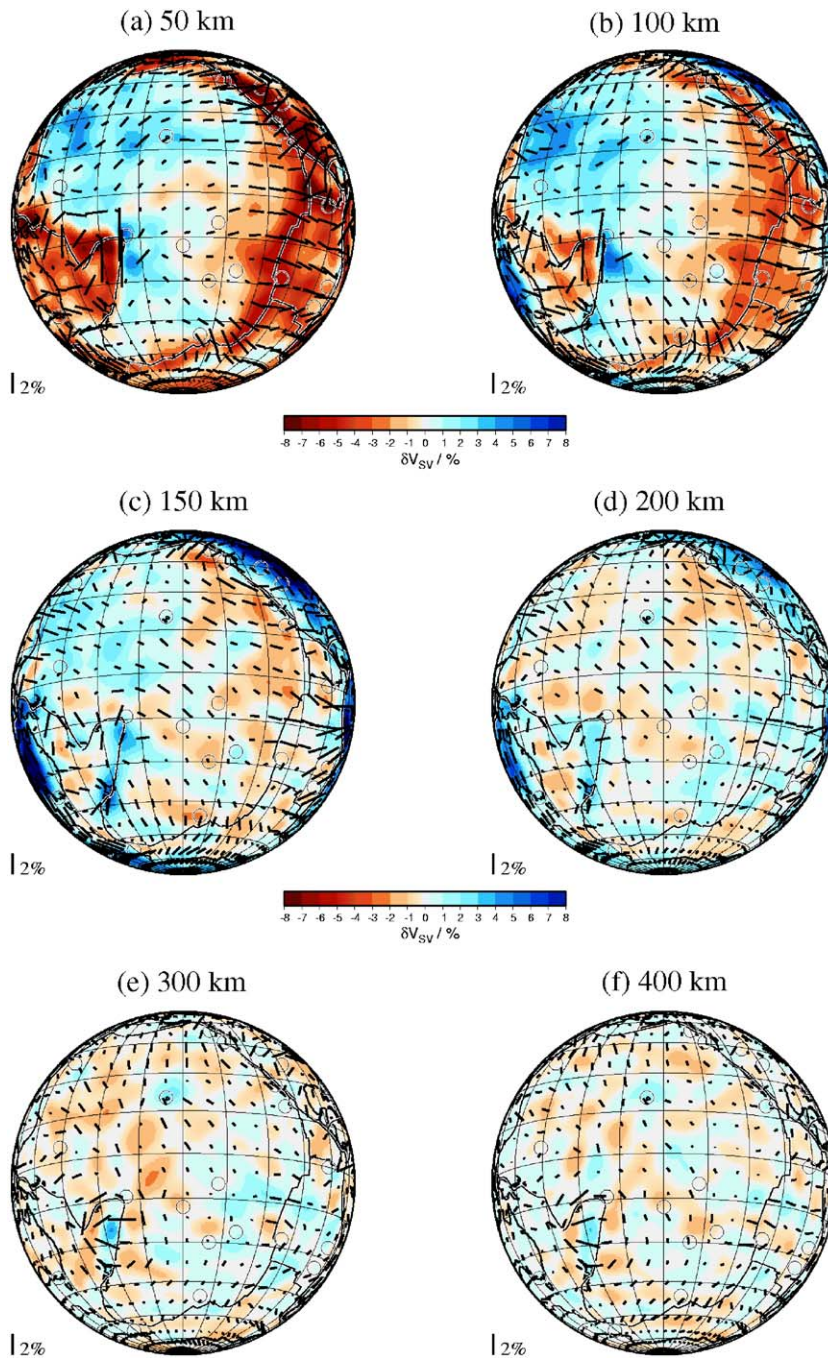 (a) 50 km
(b) 100 km
2%
2%
-8 -7 -6 -5 -4 -3 -2 -1 0 1 2 3 4 5 6 7 8
δV_SV / %
(c) 150 km
(d) 200 km
2%
2%
-8 -7 -6 -5 -4 -3 -2 -1 0 1 2 3 4 5 6 7 8
δV_SV / %
(e) 300 km
(f) 400 km
2%
2%